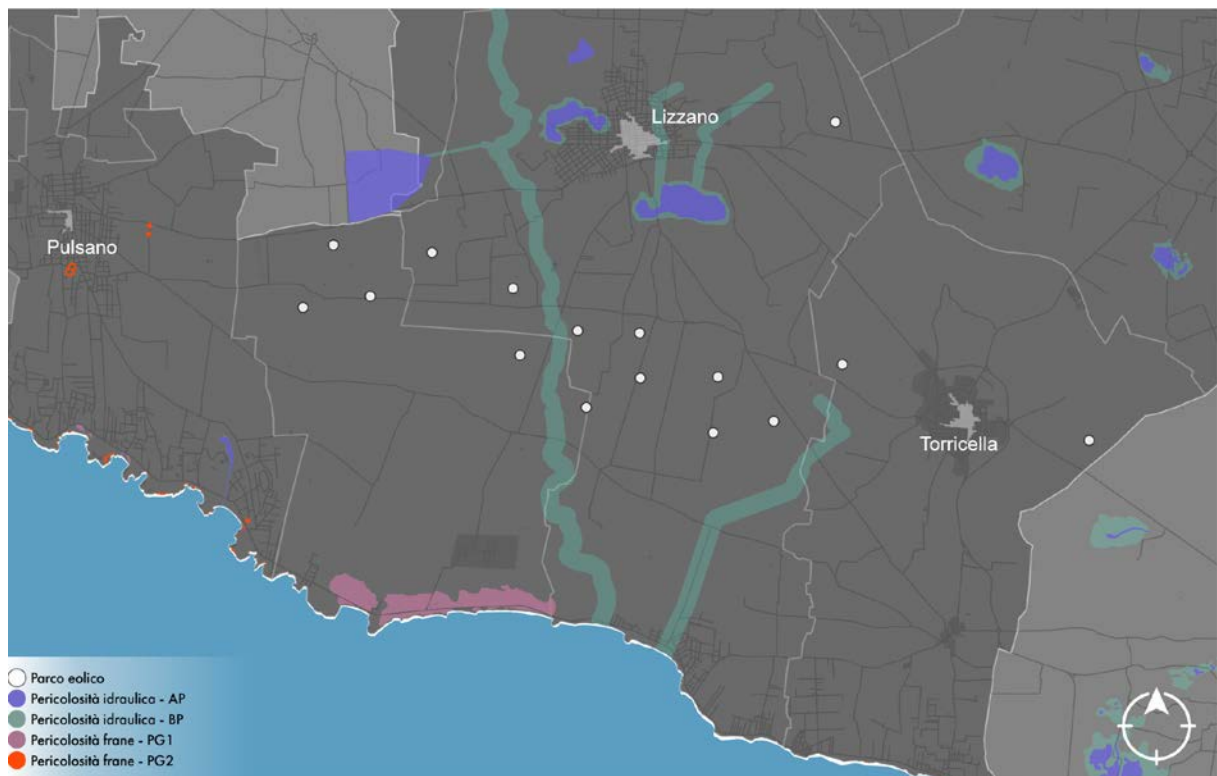 Lizzano
Pulsano
Torricella
Parco eolico
Pericolosità idraulica - AP
Pericolosità idraulica - BP
Pericolosità frane - PG1
Pericolosità frane - PG2